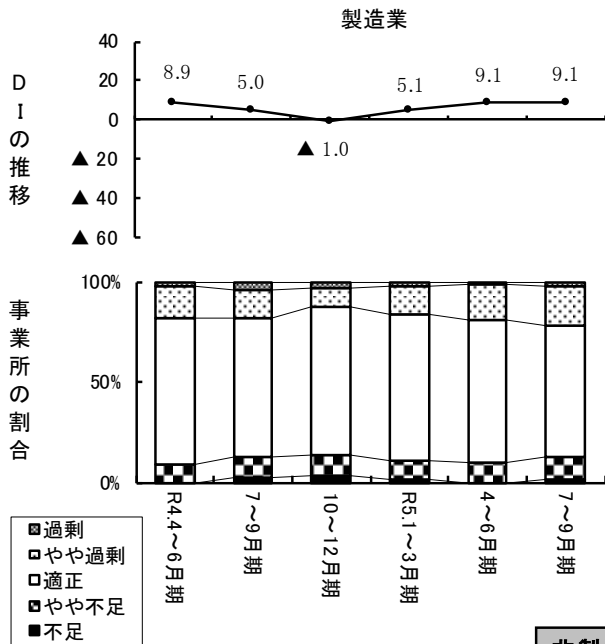 製造業
DIの推移
40
20
0
▲ 20
▲ 40
▲ 60
8.9
5.0
▲ 1.0
5.1
9.1
9.1
事業所の割合
100%
50%
0%
R4.4～6月期
7～9月期
10～12月期
R5.1～3月期
4～6月期
7～9月期
過剰
やや過剰
適正
やや不足
不足